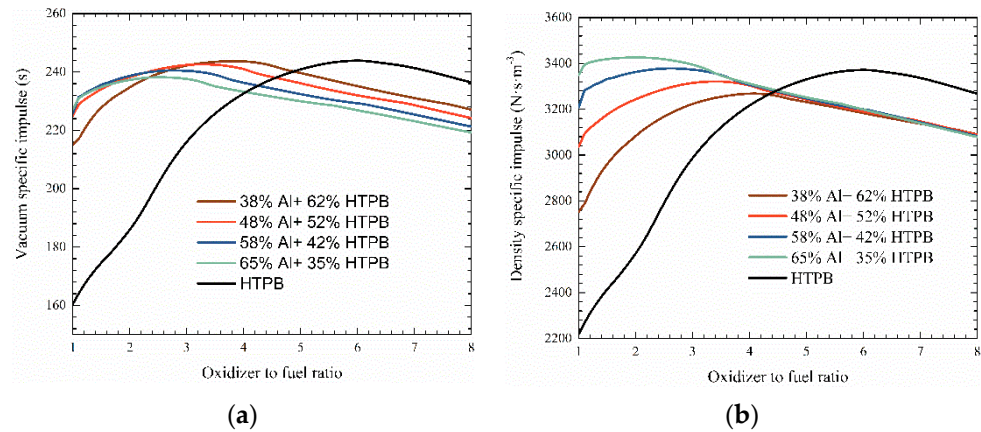 260
240
220
200
180
160
Vacuum specific impulse (s)
38% Al+ 62% HTPB
48% Al+ 52% HTPB
58% Al+ 42% HTPB
65% Al+ 35% HTPB
HTPB
1 2 3 4 5 6 7 8
Oxidizer to fuel ratio
(a)
3600
3400
3200
3000
2800
2600
2400
2200
Density specific impulse (N·s·m⁻³)
38% Al− 62% HTPB
48% Al− 52% HTPB
58% Al− 42% HTPB
65% Al 35% HTPB
HTPB
1 2 3 4 5 6 7 8
Oxidizer to fuel ratio
(b)